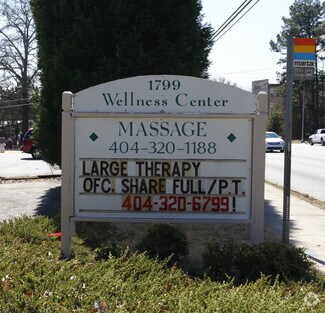 1799
Wellness Center
MASSAGE
404-320-1188
LARGE THERAPY
OFC. SHARE FULL/P.T.
404-320-6799!
marta